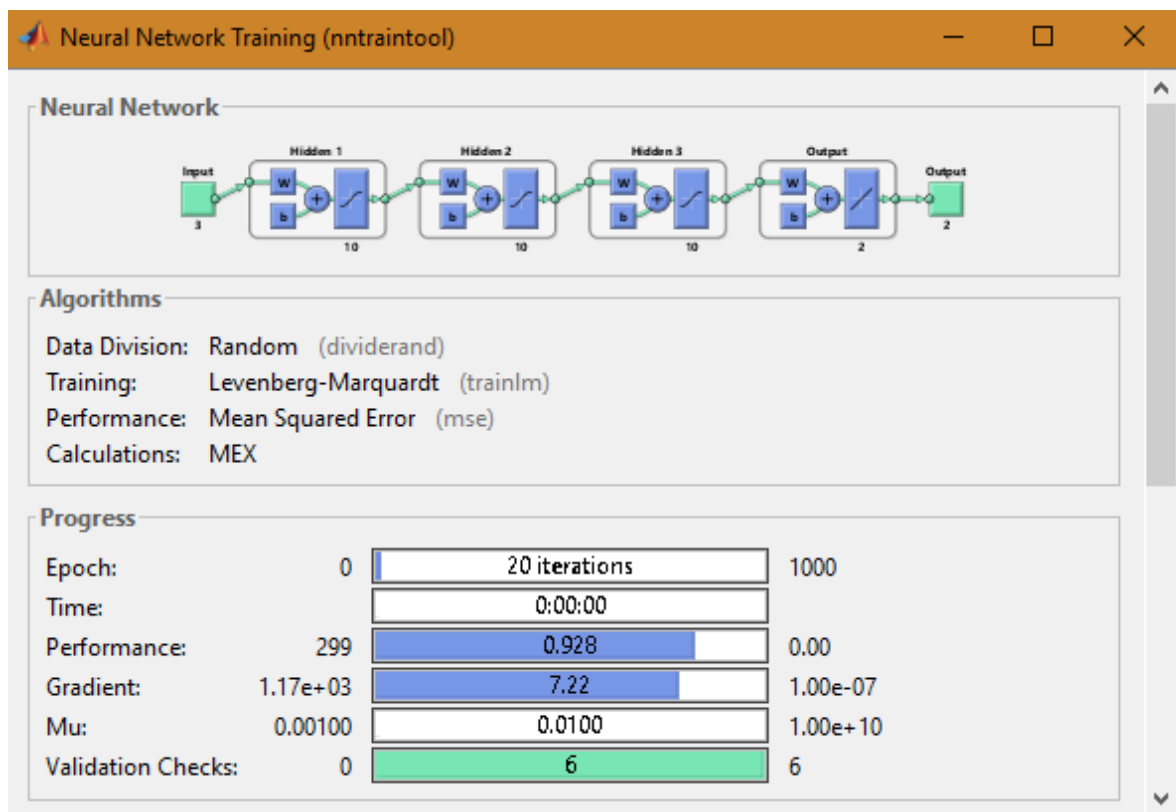 Neural Network Training (nntraintool)
Neural Network
Hidden 1 Hidden 2 Hidden 3 Output
Input Output
W b + W b + W b + W b +
3 10 10 10 2 2
Algorithms
Data Division: Random (dividerand)
Training: Levenberg-Marquardt (trainlm)
Performance: Mean Squared Error (mse)
Calculations: MEX
Progress
Epoch: 0 20 iterations 1000
Time: 0:00:00
Performance: 299 0.928 0.00
Gradient: 1.17e+03 7.22 1.00e-07
Mu: 0.00100 0.0100 1.00e+10
Validation Checks: 0 6 6